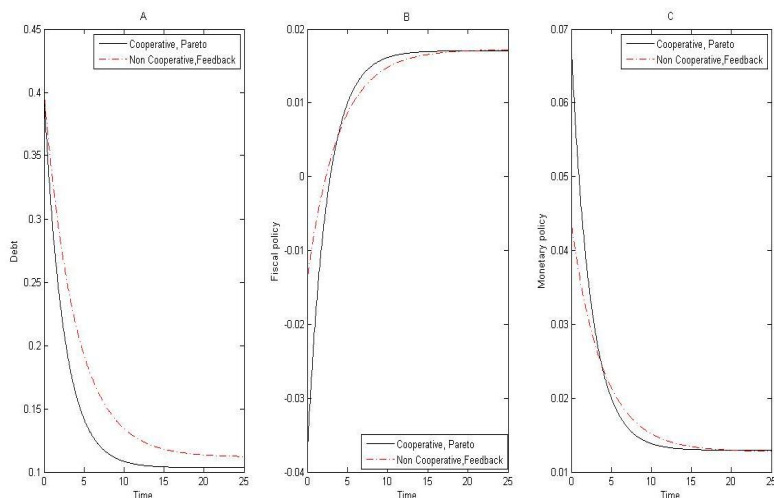 A
0.45
0.4
0.35
0.3
0.25
0.2
0.15
0.1
Debt
0 5 10 15 20 25
Time
Cooperative, Pareto
Non Cooperative,Feedback
B
0.02
0.01
0
-0.01
-0.02
-0.03
-0.04
Fiscal policy
0 5 10 15 20 25
Time
Cooperative, Pareto
Non Cooperative,Feedback
C
0.07
0.06
0.05
0.04
0.03
0.02
0.01
Monetary policy
0 5 10 15 20 25
Time
Cooperative, Pareto
Non Cooperative,Feedback